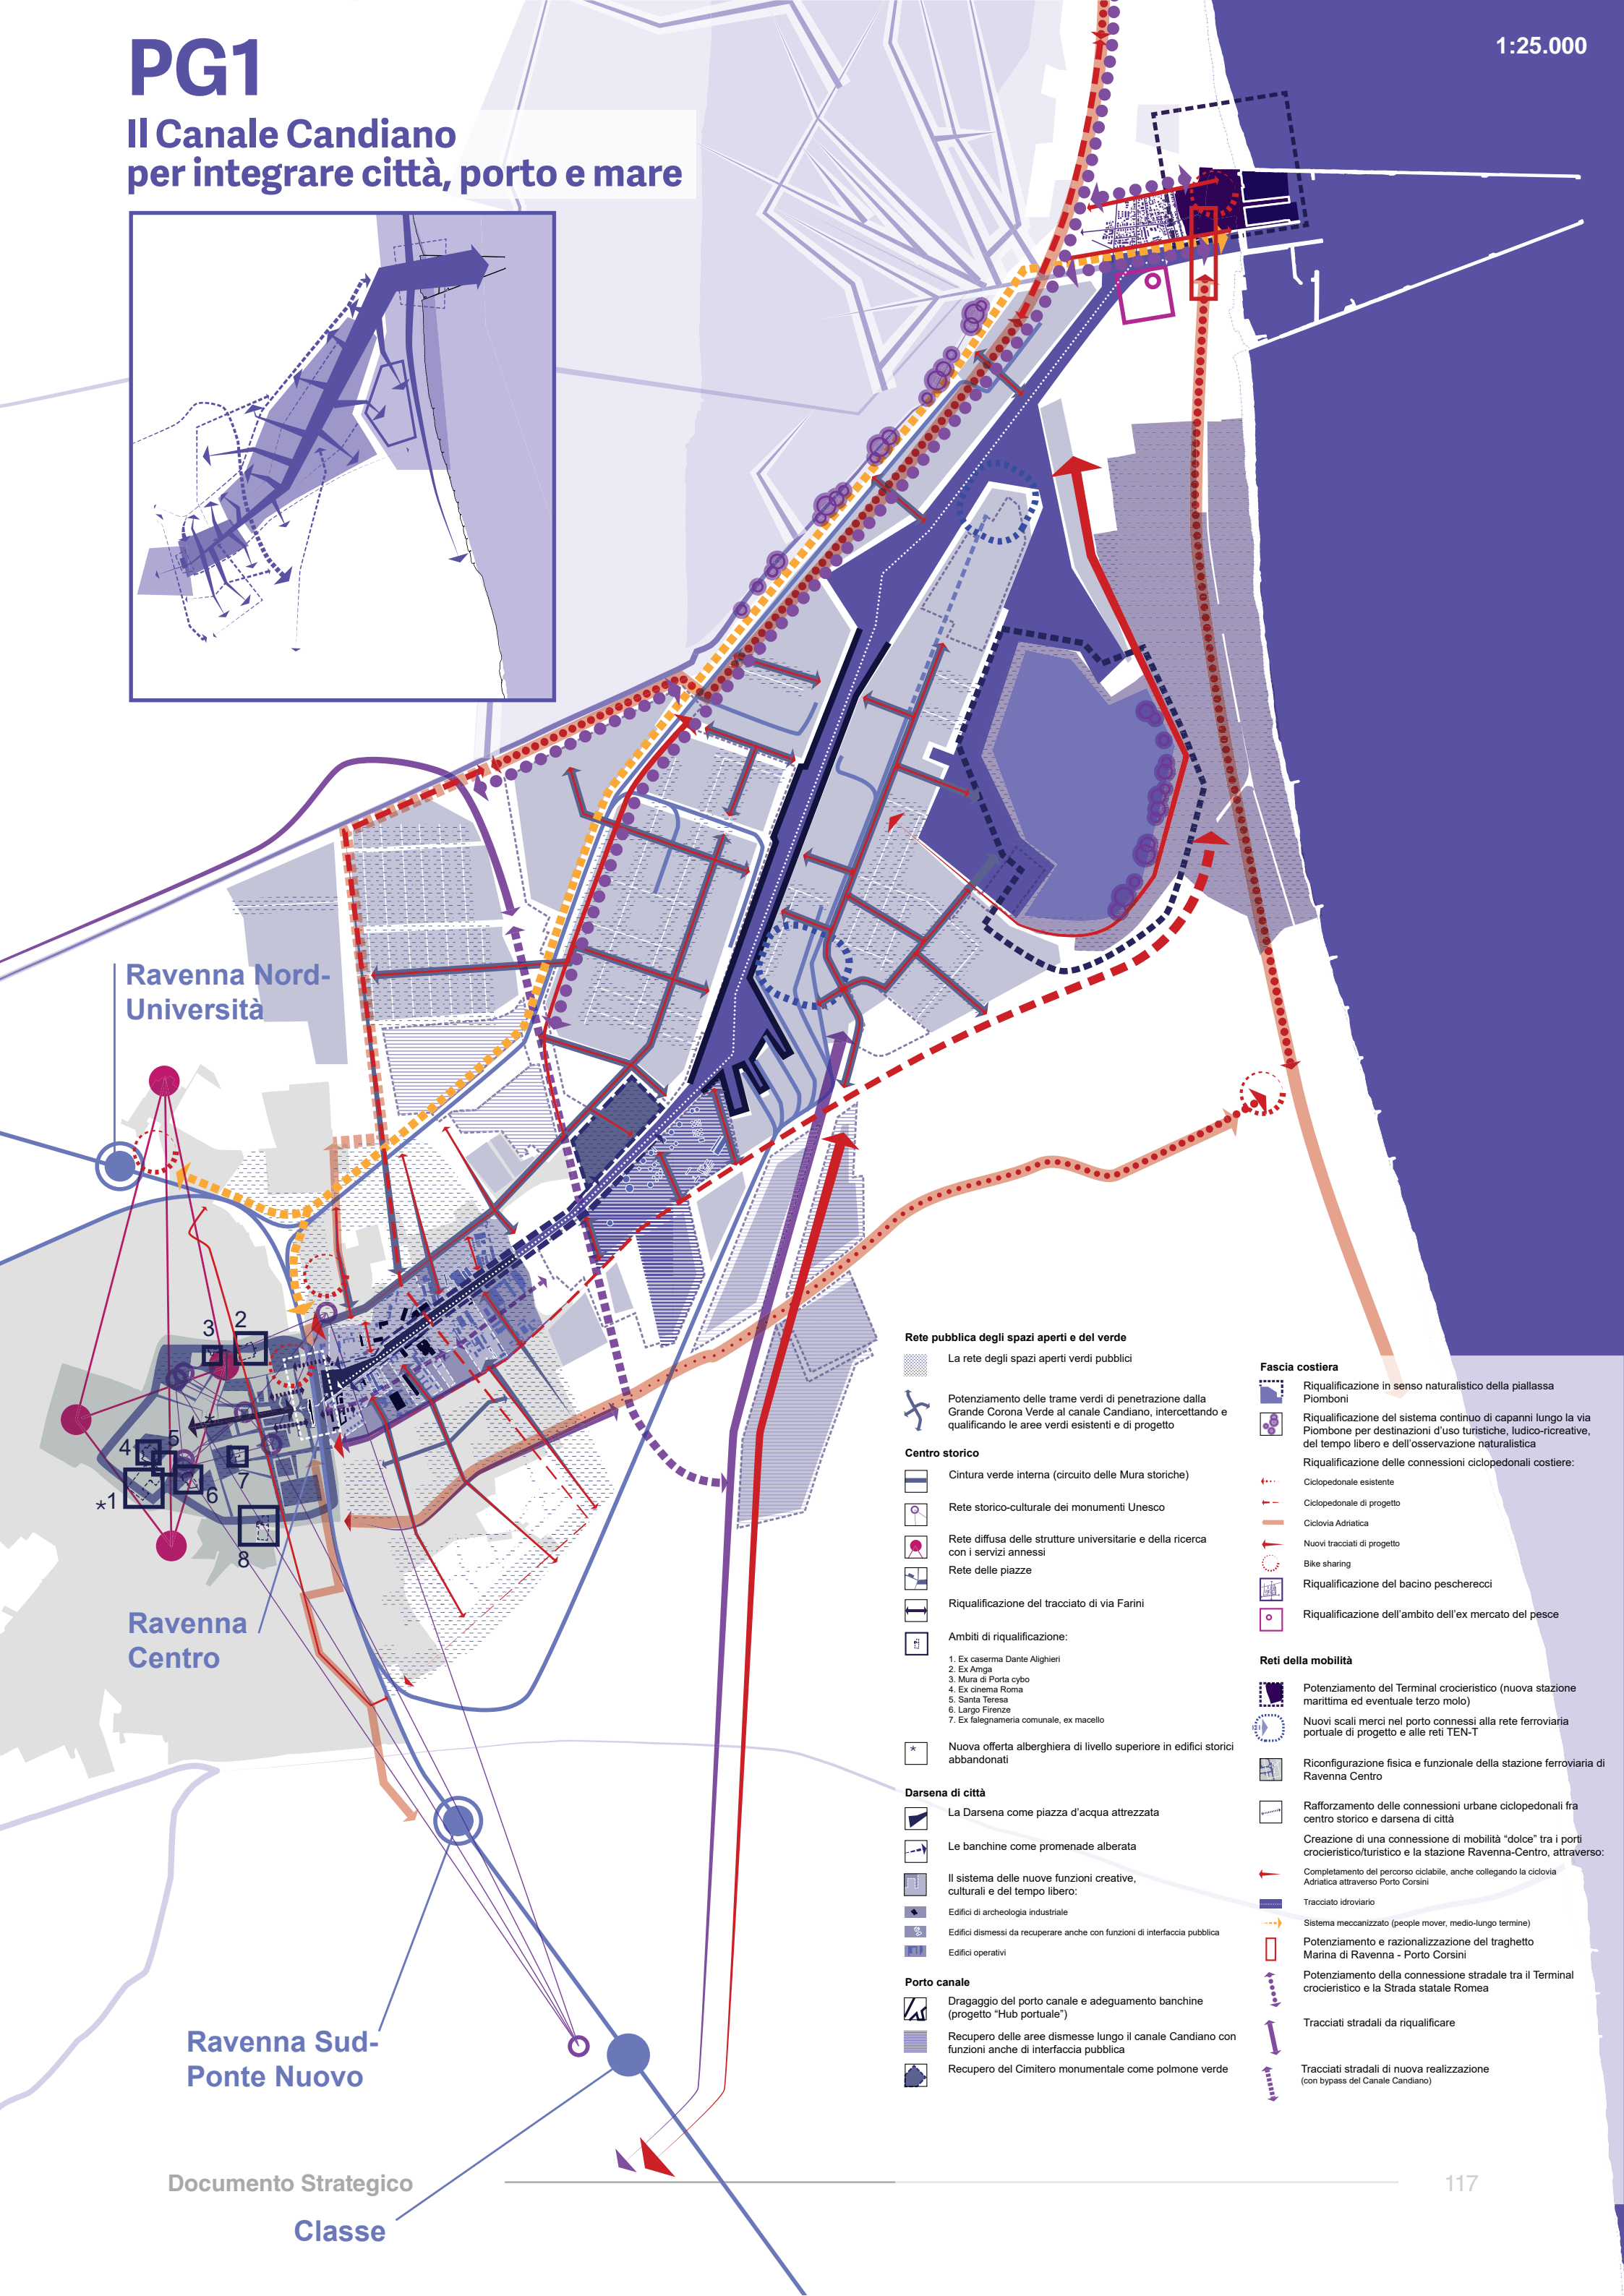 PG1
1:25.000
Il Canale Candiano
per integrare città, porto e mare
Ravenna Nord-
Università
3
2
4
5
*1
6
7
8
*
Ravenna
Centro
Ravenna Sud-
Ponte Nuovo
Classe
Rete pubblica degli spazi aperti e del verde
La rete degli spazi aperti verdi pubblici
Potenziamento delle trame verdi di penetrazione dalla
Grande Corona Verde al canale Candiano, intercettando e
qualificando le aree verdi esistenti e di progetto
Centro storico
Cintura verde interna (circuito delle Mura storiche)
Rete storico-culturale dei monumenti Unesco
Rete diffusa delle strutture universitarie e della ricerca
con i servizi annessi
Rete delle piazze
Riqualificazione del tracciato di via Farini
Ambiti di riqualificazione:
1. Ex caserma Dante Alighieri
2. Ex Amga
3. Mura di Porta cybo
4. Ex cinema Roma
5. Santa Teresa
6. Largo Firenze
7. Ex falegnameria comunale, ex macello
*
Nuova offerta alberghiera di livello superiore in edifici storici
abbandonati
Darsena di città
La Darsena come piazza d'acqua attrezzata
Le banchine come promenade alberata
Il sistema delle nuove funzioni creative,
culturali e del tempo libero:
Edifici di archeologia industriale
Edifici dismessi da recuperare anche con funzioni di interfaccia pubblica
Edifici operativi
Porto canale
Dragaggio del porto canale e adeguamento banchine
(progetto “Hub portuale”)
Recupero delle aree dismesse lungo il canale Candiano con
funzioni anche di interfaccia pubblica
Recupero del Cimitero monumentale come polmone verde
Fascia costiera
Riqualificazione in senso naturalistico della piallassa
Piomboni
Riqualificazione del sistema continuo di capanni lungo la via
Piombone per destinazioni d'uso turistiche, ludico-ricreative,
del tempo libero e dell'osservazione naturalistica
Riqualificazione delle connessioni ciclopedonali costiere:
Ciclopedonale esistente
Ciclopedonale di progetto
Ciclovia Adriatica
Nuovi tracciati di progetto
Bike sharing
Riqualificazione del bacino pescherecci
Riqualificazione dell'ambito dell'ex mercato del pesce
Reti della mobilità
Potenziamento del Terminal crocieristico (nuova stazione
marittima ed eventuale terzo molo)
Nuovi scali merci nel porto connessi alla rete ferroviaria
portuale di progetto e alle reti TEN-T
Riconfigurazione fisica e funzionale della stazione ferroviaria di
Ravenna Centro
Rafforzamento delle connessioni urbane ciclopedonali fra
centro storico e darsena di città
Creazione di una connessione di mobilità “dolce” tra i porti
crocieristico/turistico e la stazione Ravenna-Centro, attraverso:
Completamento del percorso ciclabile, anche collegando la ciclovia
Adriatica attraverso Porto Corsini
Tracciato idroviario
Sistema meccanizzato (people mover, medio-lungo termine)
Potenziamento e razionalizzazione del traghetto
Marina di Ravenna - Porto Corsini
Potenziamento della connessione stradale tra il Terminal
crocieristico e la Strada statale Romea
Tracciati stradali da riqualificare
Tracciati stradali di nuova realizzazione
(con bypass del Canale Candiano)
Documento Strategico
117